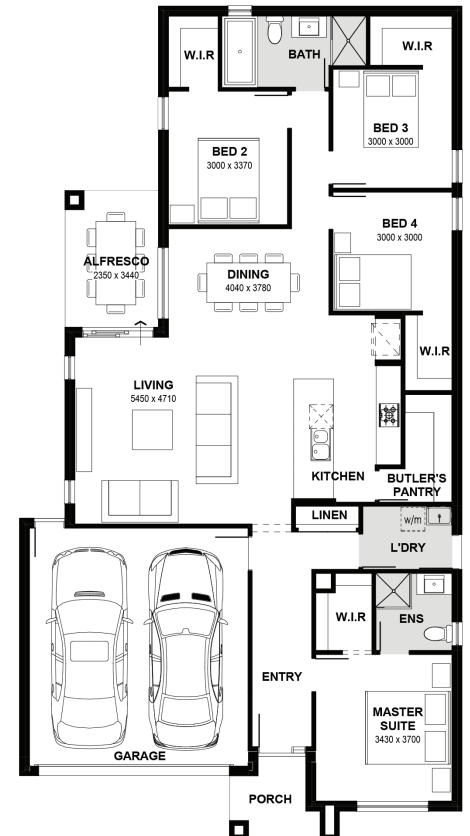 W.I.R
BATH
W.I.R
BED 2
3000 x 3370
BED 3
3000 x 3000
BED 4
3000 x 3000
ALFRESCO
2350 x 3440
DINING
4040 x 3780
W.I.R
LIVING
5450 x 4710
KITCHEN
BUTLER'S
PANTRY
LINEN
w/m
L'DRY
W.I.R
ENS
ENTRY
MASTER
SUITE
3430 x 3700
GARAGE
PORCH